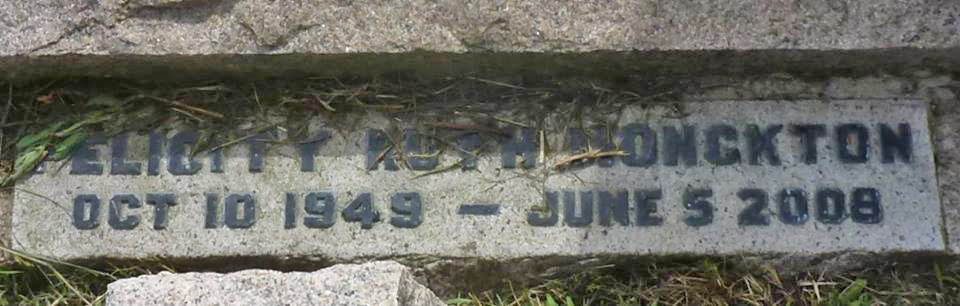 FELICITY RUTH MONCKTON
OCT 10 1949 – JUNE 5 2008